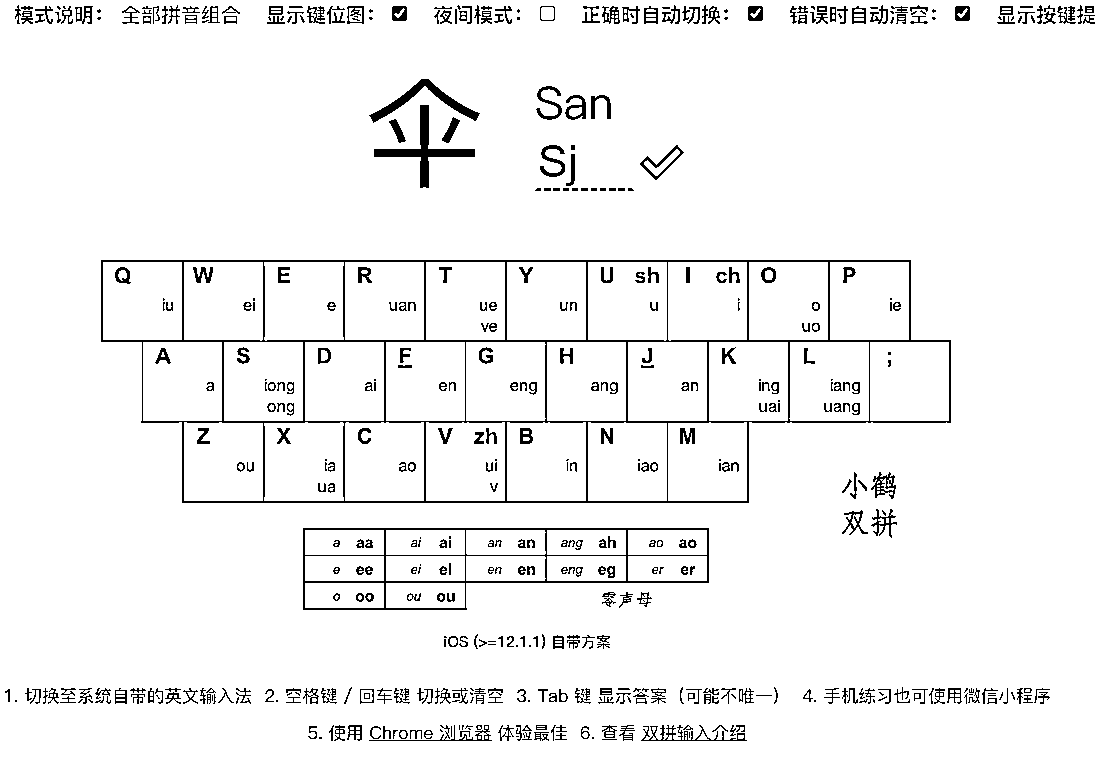 模式说明： 全部拼音组合 显示键位图： 夜间模式： 正确时自动切换： 错误时自动清空： 显示按键提
伞 San
Sj
Q W E R T Y U sh I ch O P
iu ei e uan ue un u i o ie
ve uo
A S D F G H J K L ;
a iong ai en eng ang an ing iang
ong uai uang
Z X C V zh B N M
ou ia ao ui in iao ian
ua v
小鹤
双拼
a aa ai ai an an ang ah ao ao
e ee ei ei en en eng eg er er
o oo ou ou
零声母
iOS (>=12.1.1) 自带方案
1. 切换至系统自带的英文输入法 2. 空格键 / 回车键 切换或清空 3. Tab 键 显示答案（可能不唯一） 4. 手机练习也可使用微信小程序
5. 使用 Chrome 浏览器 体验最佳 6. 查看 双拼输入介绍